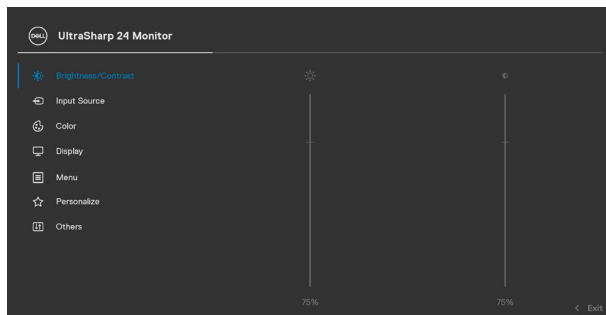 DELL UltraSharp 24 Monitor
Brightness/Contrast
Input Source
Color
Display
Menu
Personalize
Others
75% 75%
Exit